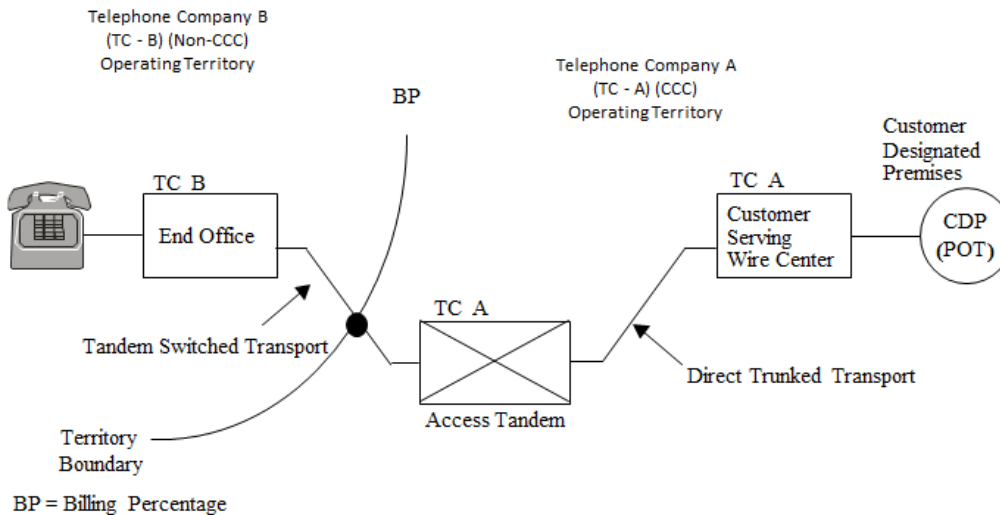 Telephone Company B
(TC - B) (Non-CCC)
Operating Territory
Telephone Company A
(TC - A) (CCC)
Operating Territory
BP
Customer
Designated
Premises
TC B
End Office
TC A
Customer
Serving
Wire Center
CDP
(POT)
TC A
Tandem Switched Transport
Direct Trunked Transport
Access Tandem
Territory
Boundary
BP = Billing Percentage